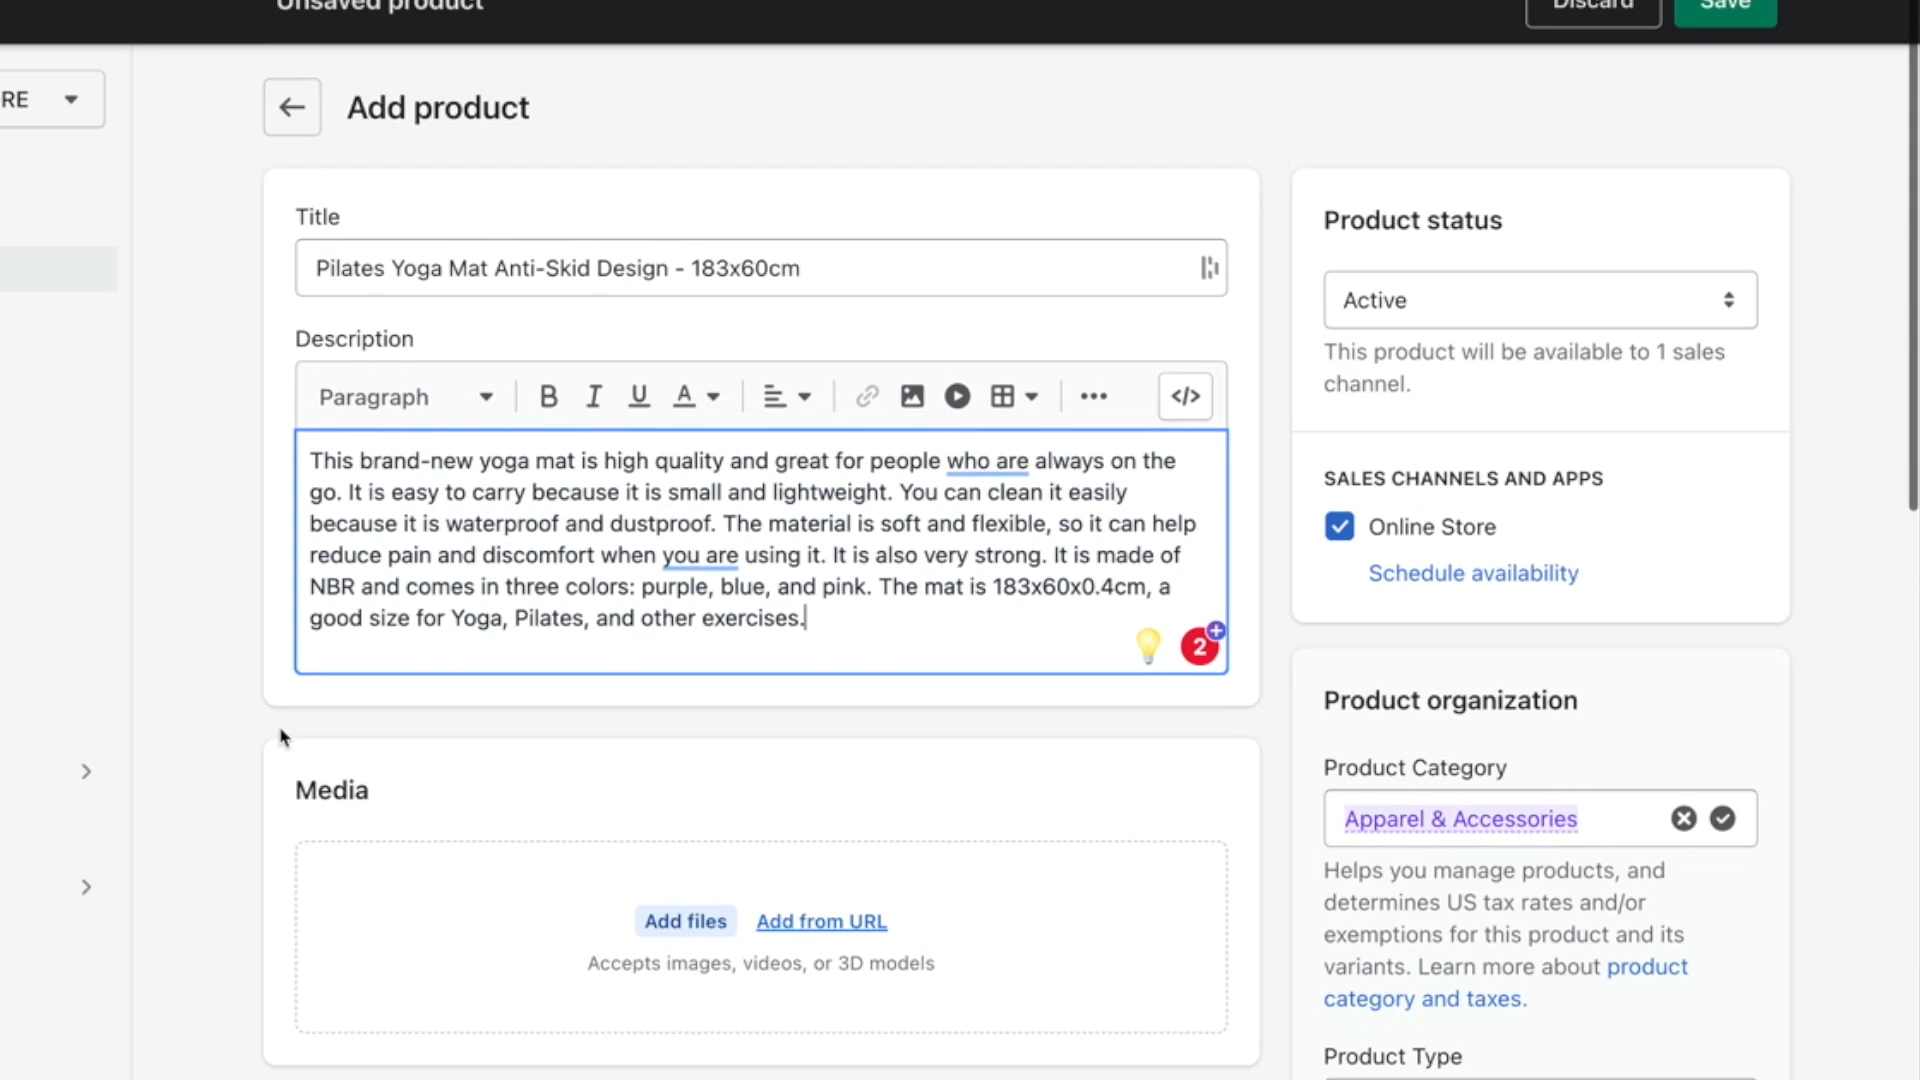 Unsaved product
Discard
Save
RE
Add product
Title
Pilates Yoga Mat Anti-Skid Design - 183x60cm
Description
Paragraph
B I U A
</>
This brand-new yoga mat is high quality and great for people who are always on the
go. It is easy to carry because it is small and lightweight. You can clean it easily
because it is waterproof and dustproof. The material is soft and flexible, so it can help
reduce pain and discomfort when you are using it. It is also very strong. It is made of
NBR and comes in three colors: purple, blue, and pink. The mat is 183x60x0.4cm, a
good size for Yoga, Pilates, and other exercises.
2
Media
Add files
Add from URL
Accepts images, videos, or 3D models
Product status
Active
This product will be available to 1 sales
channel.
SALES CHANNELS AND APPS
Online Store
Schedule availability
Product organization
Product Category
Apparel & Accessories
Helps you manage products, and
determines US tax rates and/or
exemptions for this product and its
variants. Learn more about product
category and taxes.
Product Type